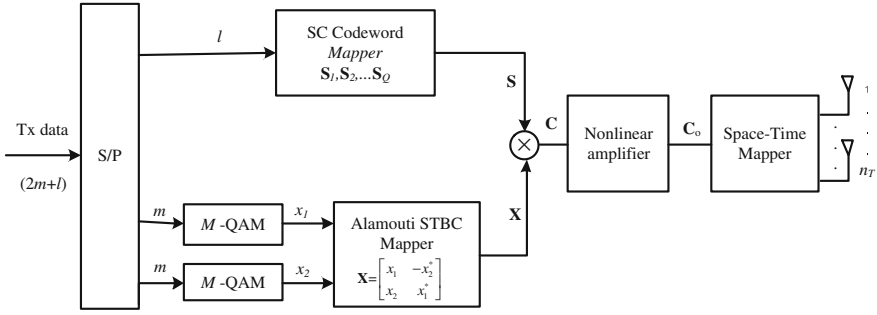 Tx data
(2m+l)
S/P
l
SC Codeword
Mapper
S1,S2,...SQ
S
C
Nonlinear
amplifier
Co
Space-Time
Mapper
nT
m
M -QAM
x1
m
M -QAM
x2
Alamouti STBC
Mapper
X=[x1 -x2*
x2 x1*]
X